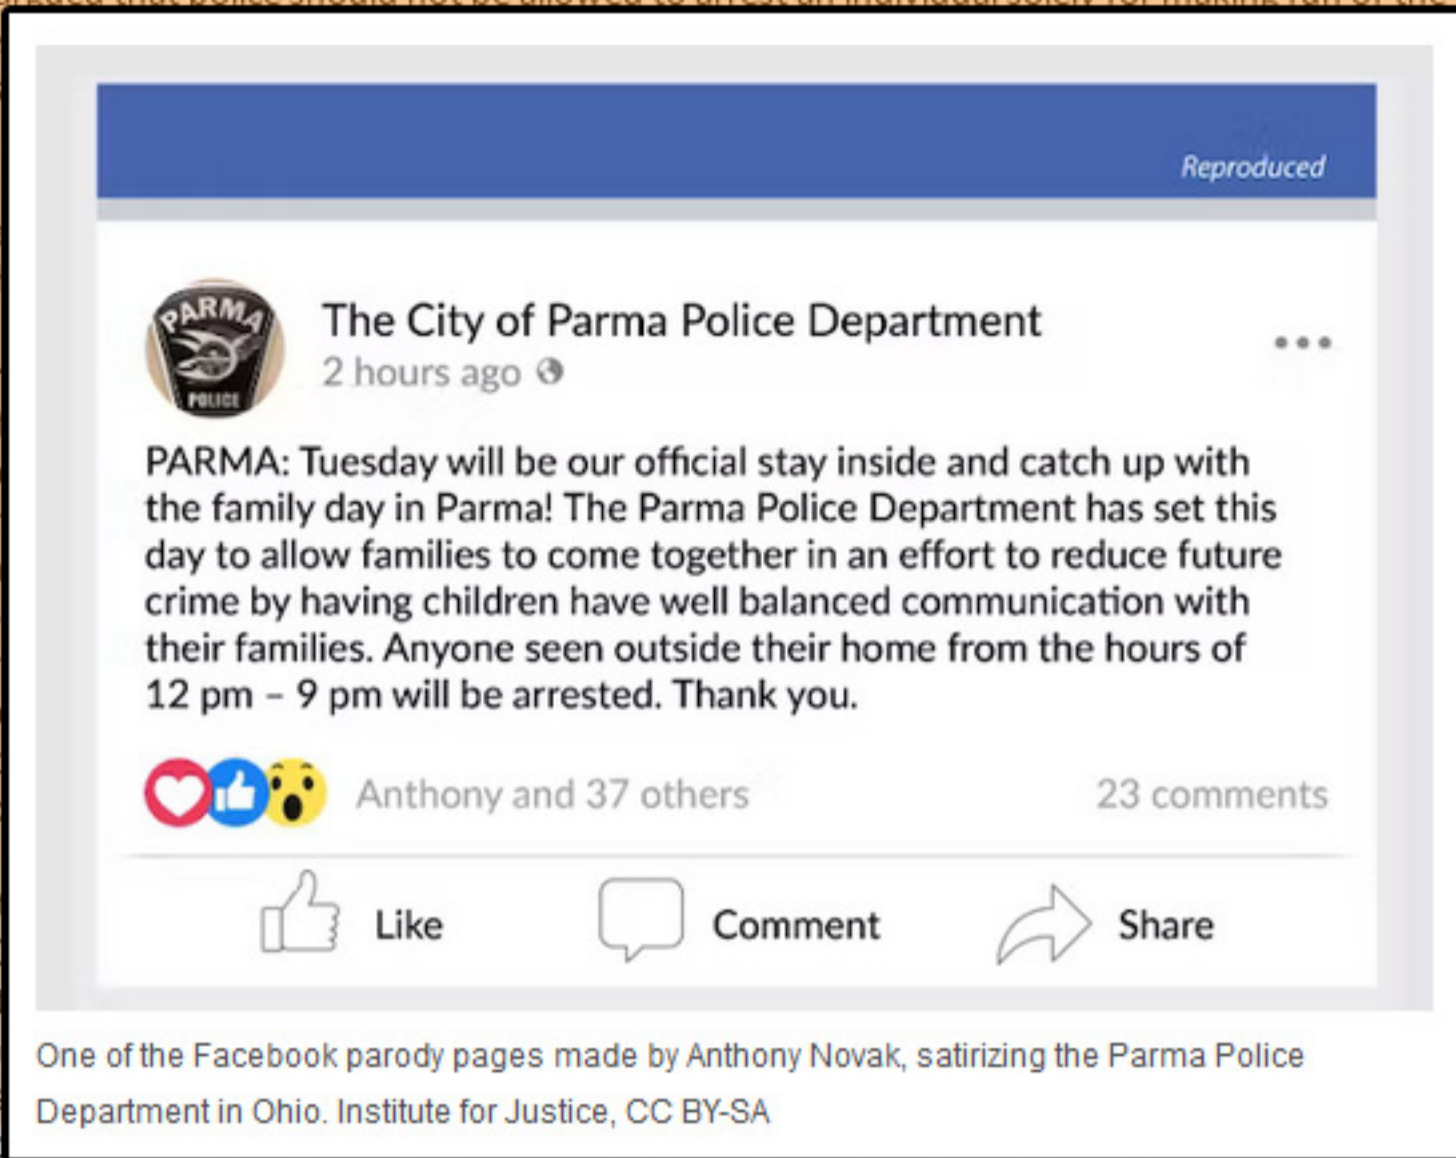 Reproduced
PARMA
POLICE
The City of Parma Police Department
2 hours ago
PARMA: Tuesday will be our official stay inside and catch up with
the family day in Parma! The Parma Police Department has set this
day to allow families to come together in an effort to reduce future
crime by having children have well balanced communication with
their families. Anyone seen outside their home from the hours of
12 pm – 9 pm will be arrested. Thank you.
Anthony and 37 others 23 comments
Like Comment Share
One of the Facebook parody pages made by Anthony Novak, satirizing the Parma Police
Department in Ohio. Institute for Justice, CC BY-SA